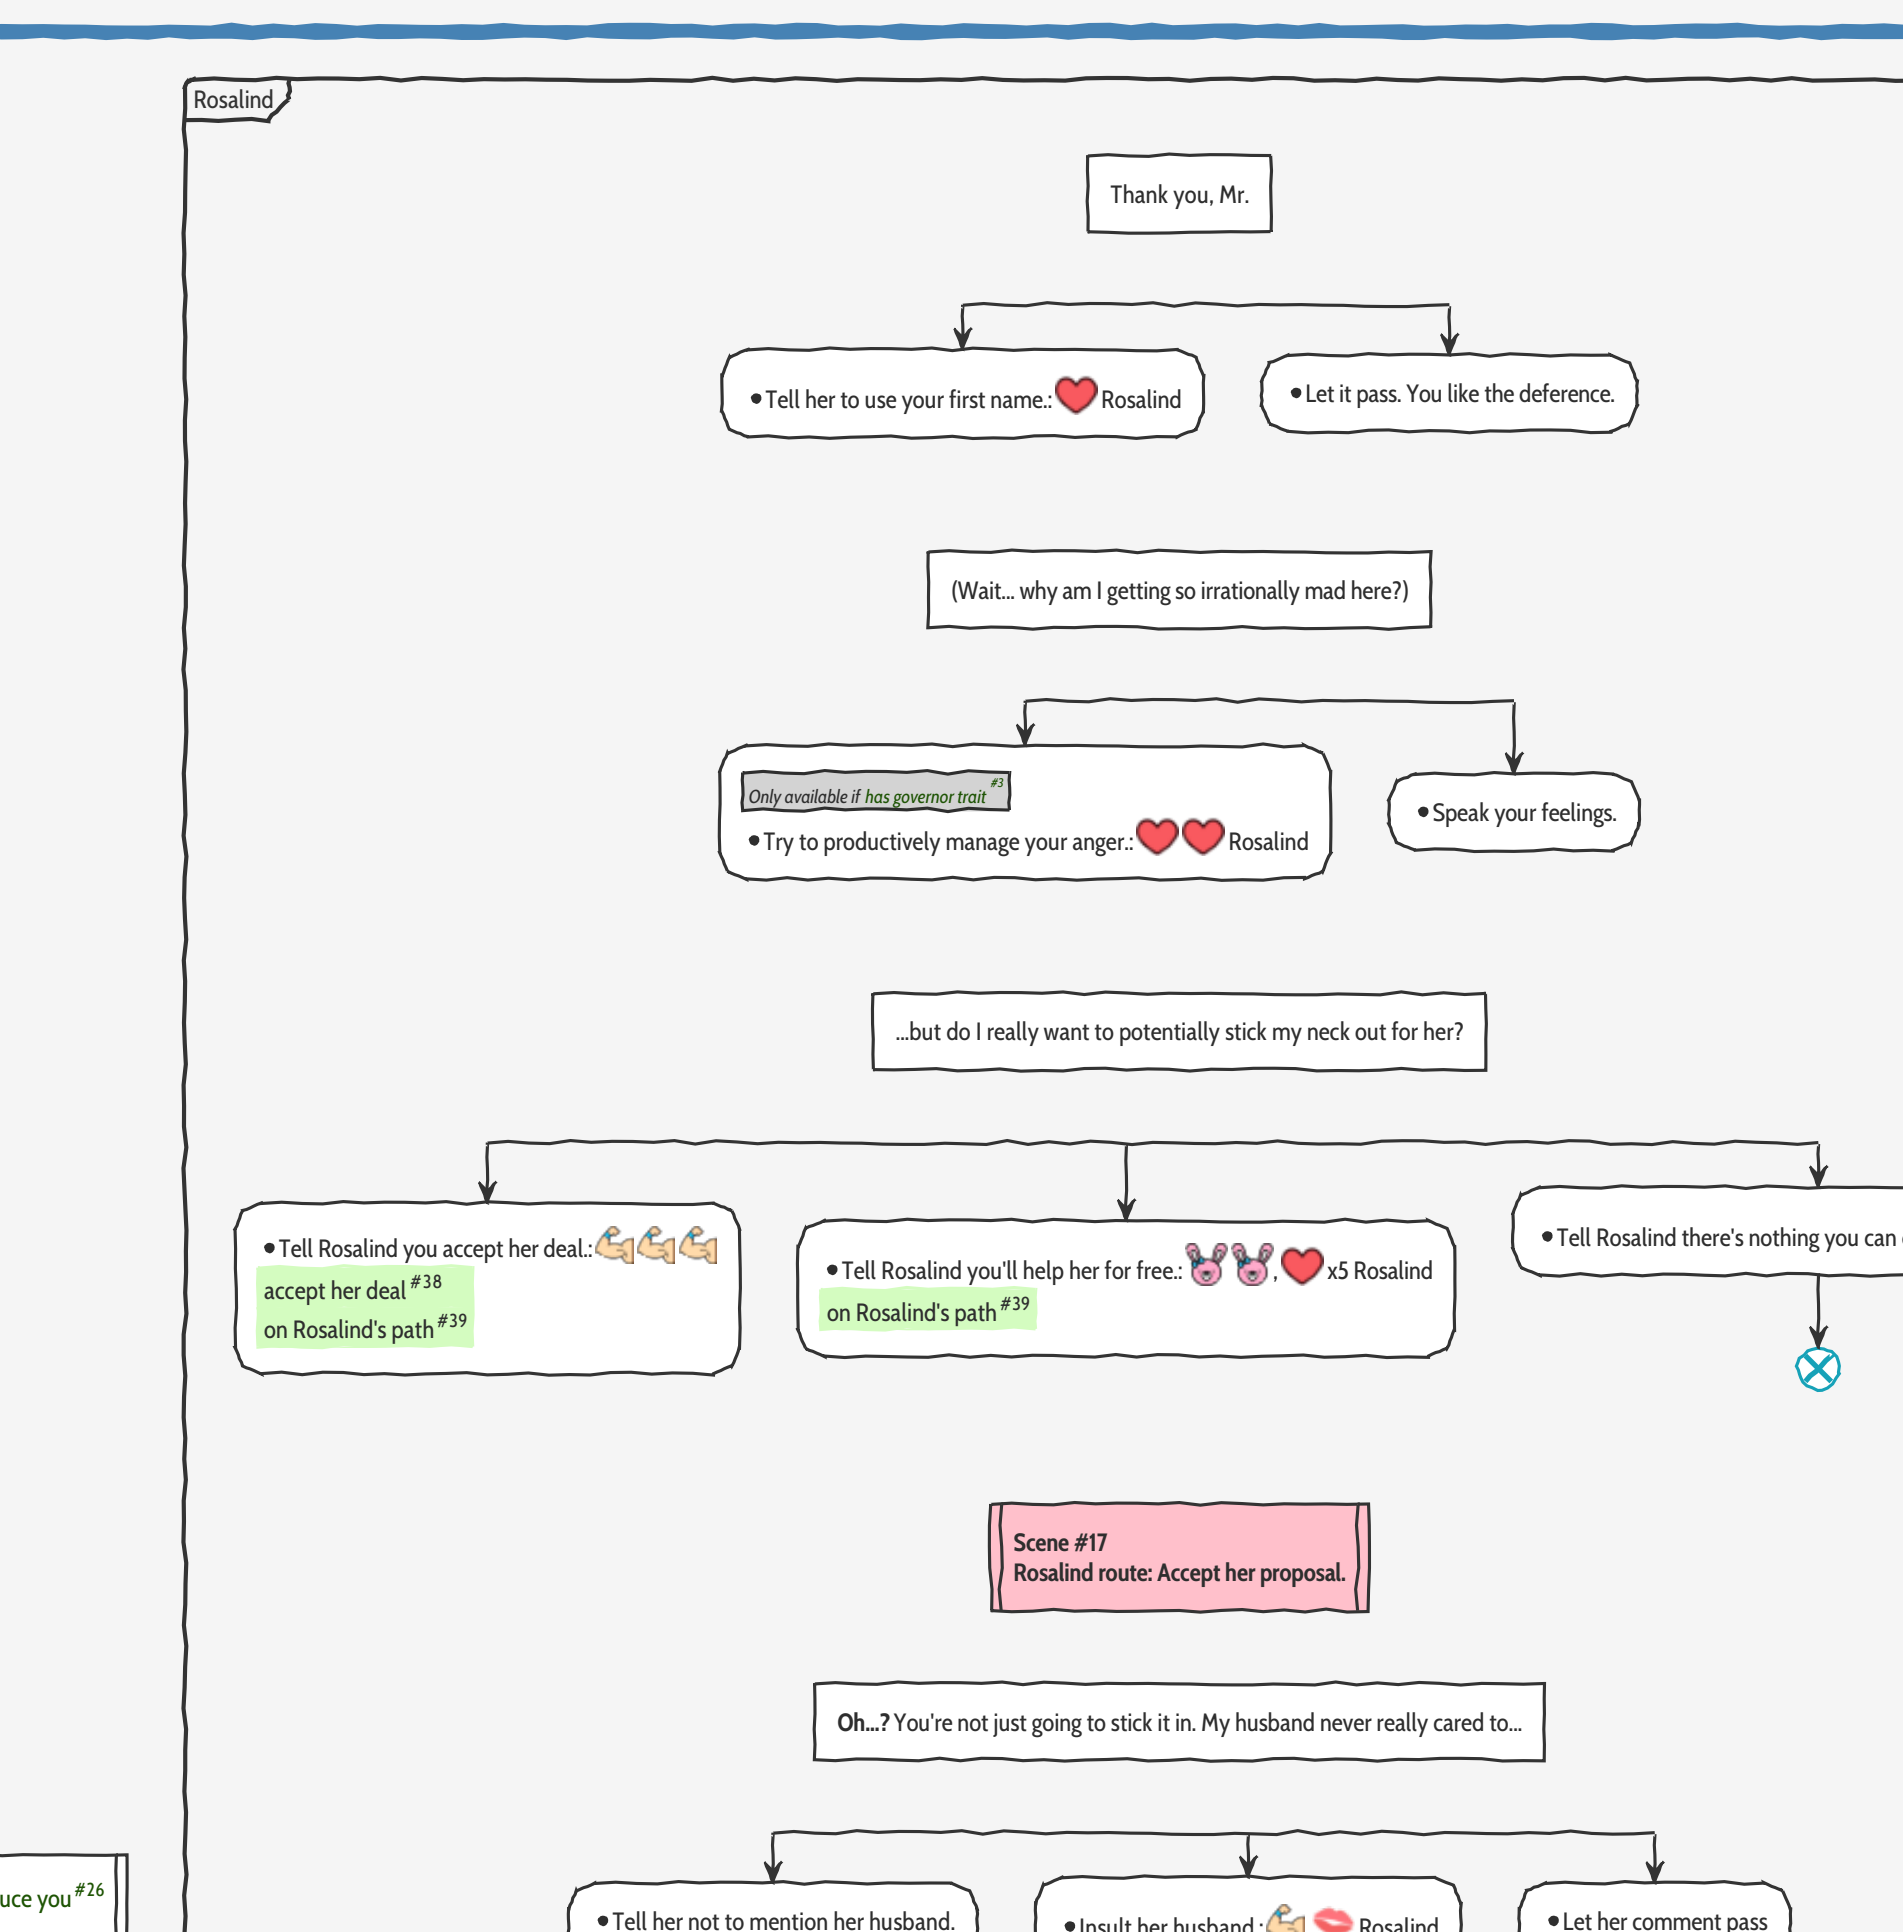 Rosalind
Thank you, Mr.
•Tell her to use your first name.: Rosalind
•Let it pass. You like the deference.
(Wait... why am I getting so irrationally mad here?)
Only available if has governor trait #3
•Try to productively manage your anger.: Rosalind
•Speak your feelings.
...but do I really want to potentially stick my neck out for her?
•Tell Rosalind you accept her deal.:
accept her deal #38
on Rosalind's path #39
•Tell Rosalind you'll help her for free.: , x5 Rosalind
on Rosalind's path #39
•Tell Rosalind there's nothing you can
Scene #17
Rosalind route: Accept her proposal.
Oh...? You're not just going to stick it in. My husband never really cared to...
uce you #26
•Tell her not to mention her husband.
•Insult her husband.: Rosalind
•Let her comment pass